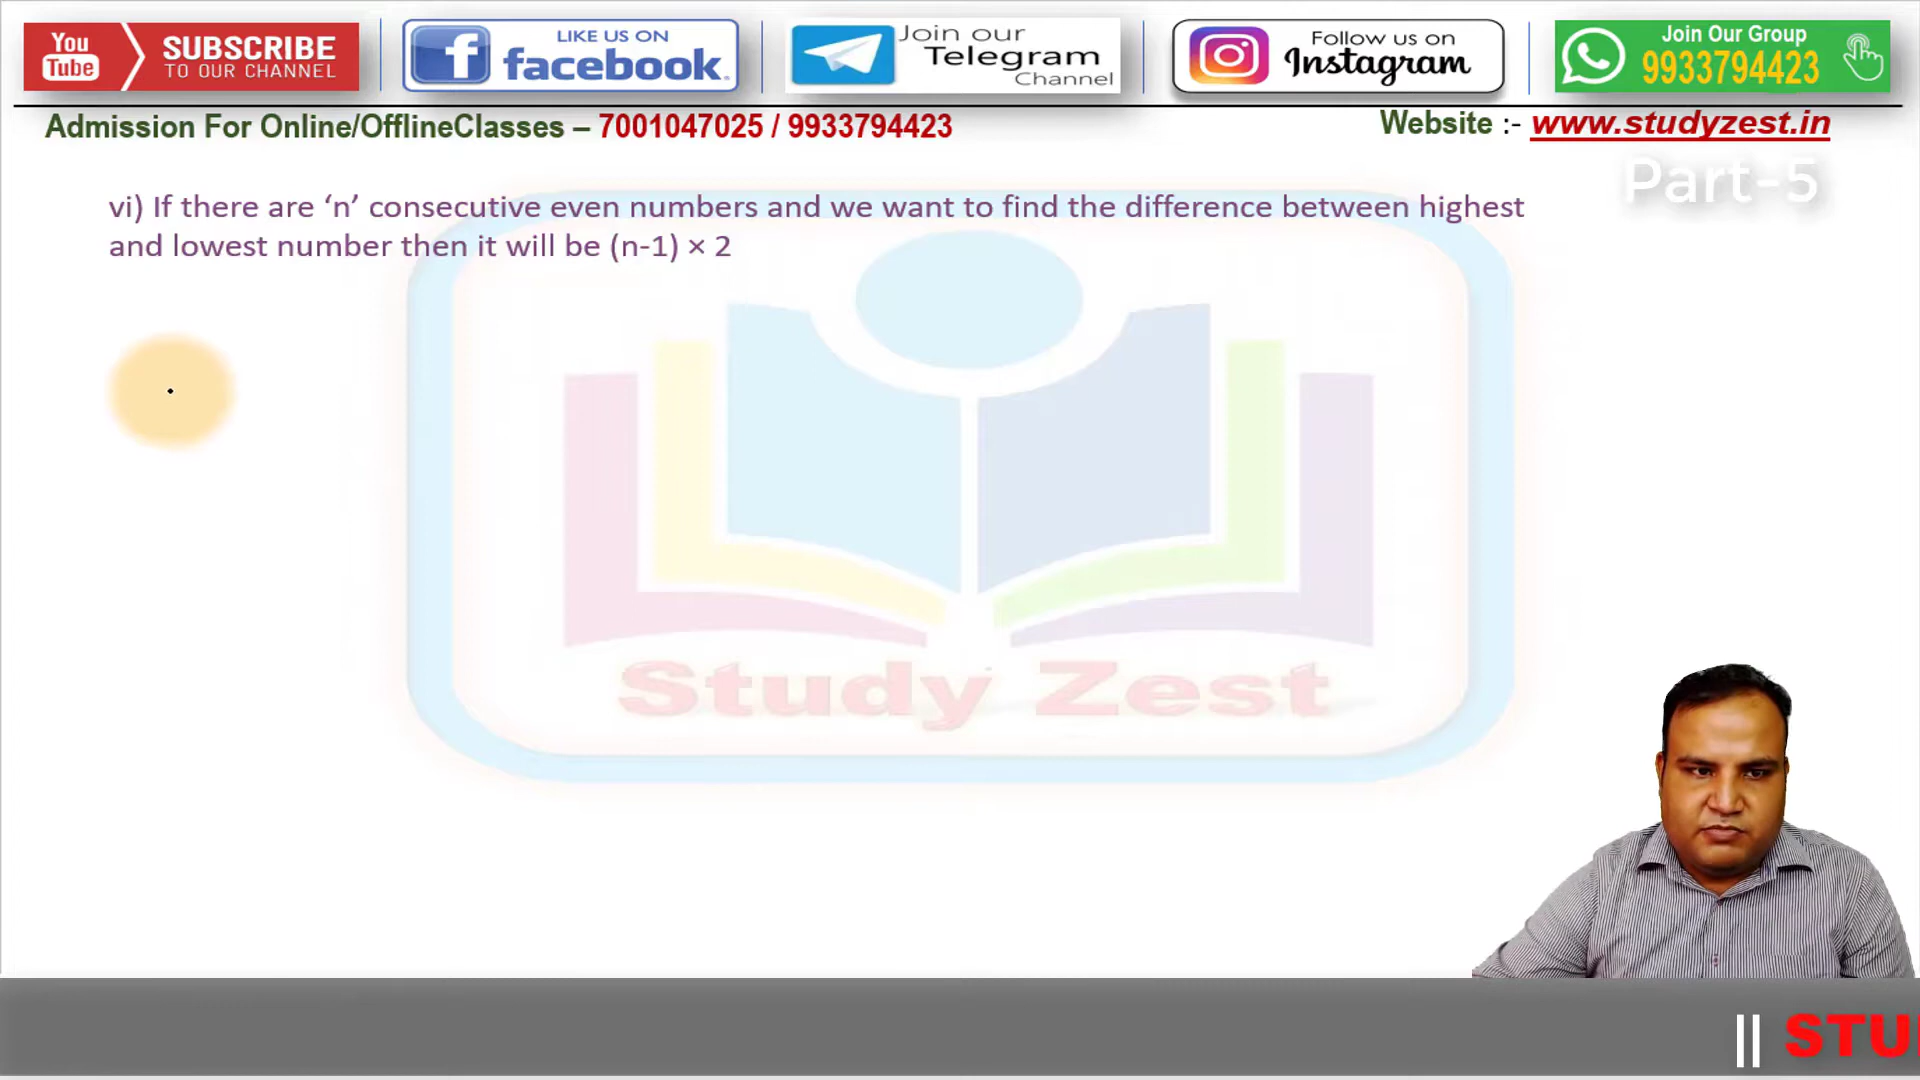 You Tube SUBSCRIBE TO OUR CHANNEL
LIKE US ON facebook.
Join our Telegram Channel
Follow us on Instagram
Join Our Group 9933794423
Admission For Online/OfflineClasses – 7001047025 / 9933794423
Website :- www.studyzest.in
Part-5
vi) If there are ‘n’ consecutive even numbers and we want to find the difference between highest
and lowest number then it will be (n-1) × 2
Study Zest
|| STU